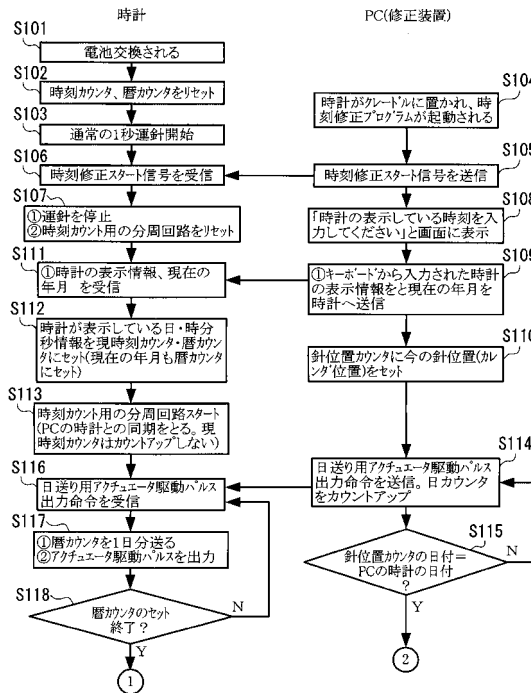 時計
PC(修正装置)
S101
電池交換される
S102
時刻カウンタ、暦カウンタをリセット
S103
通常の1秒運針開始
S104
時計がクレードルに置かれ、時
刻修正プログラムが起動される
S106
時刻修正スタート信号を受信
S105
時刻修正スタート信号を送信
S107
①運針を停止
②時刻カウント用の分周回路をリセット
S108
「時計の表示している時刻を入
力してください」と画面に表示
S111
①時計の表示情報、現在の
年月 を受信
S109
①キーボードから入力された時計
の表示情報をと現在の年月を
時計へ送信
S112
時計が表示している日・時分
秒情報を現時刻カウンタ・暦カウン
タにセット(現在の年月も暦カウンタ
にセット)
S110
針位置カウンタに今の針位置(カレ
ンダ位置)をセット
S113
時刻カウント用の分周回路スタート
(PCの時計との同期をとる。現
時刻カウンタはカウントアップしない)
S116
日送り用アクチュエータ駆動パルス
出力命令を受信
S114
日送り用アクチュエータ駆動パルス
出力命令を送信。日カウンタ
をカウントアップ
S117
①暦カウンタを1日分送る
②アクチュエータ駆動パルスを出力
S115
針位置カウンタの日付=
PCの時計の日付
?
N
Y
S118
暦カウンタのセット
終了?
N
Y
1
2